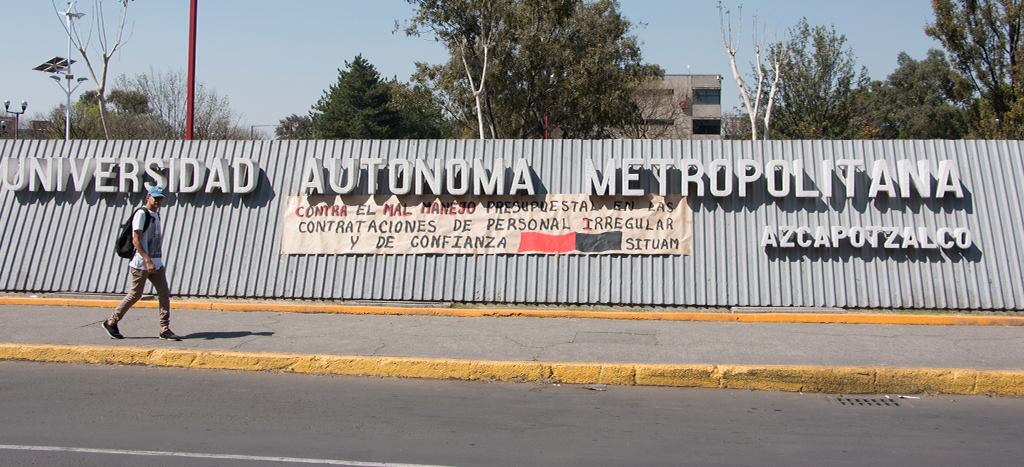 UNIVERSIDAD AUTONOMA METROPOLITANA
AZCAPOTZALCO
CONTRA EL MAL MANEJO PRESUPUESTAL EN LAS
CONTRATACIONES DE PERSONAL IRREGULAR
Y DE CONFIANZA SITUAM